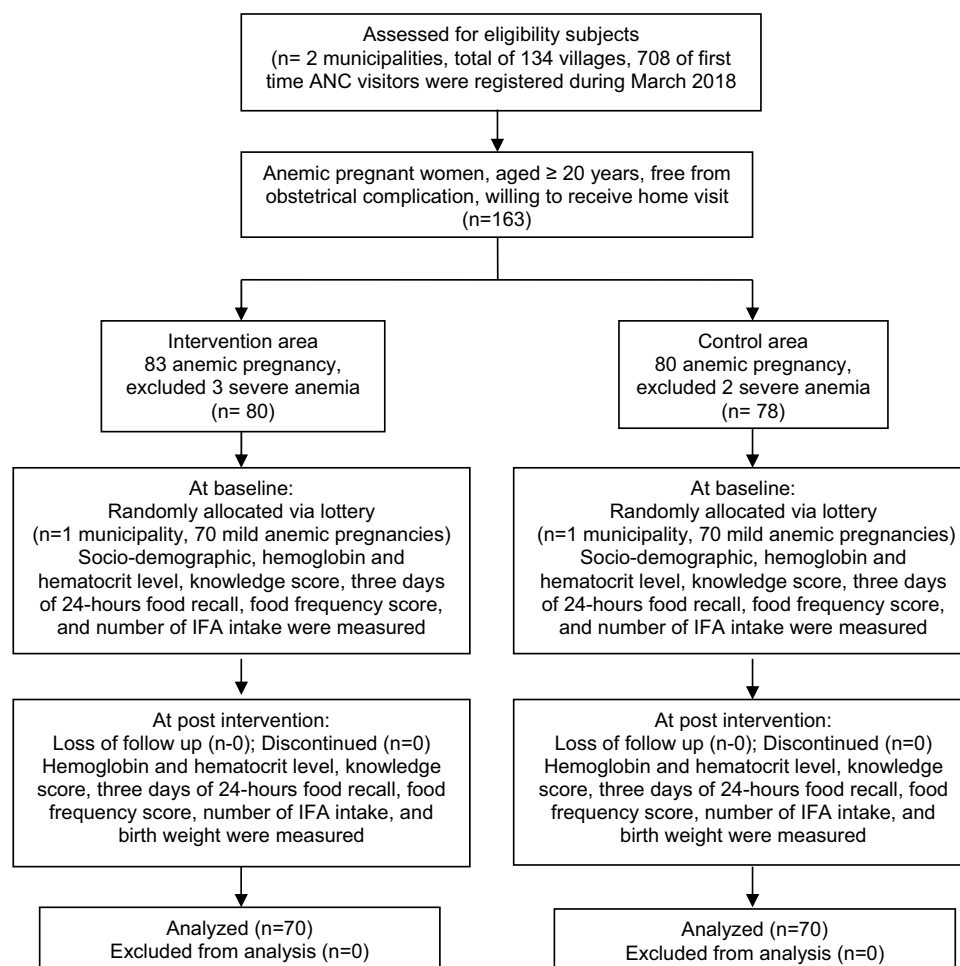 Assessed for eligibility subjects
(n= 2 municipalities, total of 134 villages, 708 of first
time ANC visitors were registered during March 2018
Anemic pregnant women, aged ≥ 20 years, free from
obstetrical complication, willing to receive home visit
(n=163)
Intervention area
83 anemic pregnancy,
excluded 3 severe anemia
(n= 80)
Control area
80 anemic pregnancy,
excluded 2 severe anemia
(n= 78)
At baseline:
Randomly allocated via lottery
(n=1 municipality, 70 mild anemic pregnancies)
Socio-demographic, hemoglobin and
hematocrit level, knowledge score, three days
of 24-hours food recall, food frequency score,
and number of IFA intake were measured
At baseline:
Randomly allocated via lottery
(n=1 municipality, 70 mild anemic pregnancies)
Socio-demographic, hemoglobin and
hematocrit level, knowledge score, three days
of 24-hours food recall, food frequency score,
and number of IFA intake were measured
At post intervention:
Loss of follow up (n-0); Discontinued (n=0)
Hemoglobin and hematocrit level, knowledge
score, three days of 24-hours food recall, food
frequency score, number of IFA intake, and
birth weight were measured
At post intervention:
Loss of follow up (n-0); Discontinued (n=0)
Hemoglobin and hematocrit level, knowledge
score, three days of 24-hours food recall, food
frequency score, number of IFA intake, and
birth weight were measured
Analyzed (n=70)
Excluded from analysis (n=0)
Analyzed (n=70)
Excluded from analysis (n=0)